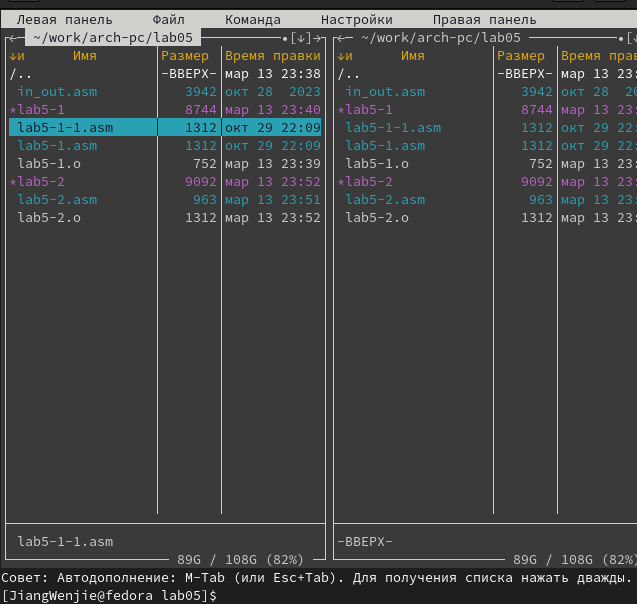 Левая панель Файл Команда Настройки Правая панель
←─ ~/work/arch-pc/lab05 •[↓]→ ←─ ~/work/arch-pc/lab05 •[↓
↓и Имя Размер Время правки ↓и Имя Размер Время прав
/.. -ВВЕРХ- мар 13 23:38 /.. -ВВЕРХ- мар 13 23:
in_out.asm 3942 окт 28 2023 in_out.asm 3942 окт 28 20
*lab5-1 8744 мар 13 23:40 *lab5-1 8744 мар 13 23:
lab5-1-1.asm 1312 окт 29 22:09 lab5-1-1.asm 1312 окт 29 22:
lab5-1.asm 1312 окт 29 22:09 lab5-1.asm 1312 окт 29 22:
lab5-1.o 752 мар 13 23:39 lab5-1.o 752 мар 13 23:
*lab5-2 9092 мар 13 23:52 *lab5-2 9092 мар 13 23:
lab5-2.asm 963 мар 13 23:51 lab5-2.asm 963 мар 13 23:
lab5-2.o 1312 мар 13 23:52 lab5-2.o 1312 мар 13 23:
lab5-1-1.asm -ВВЕРХ-
89G / 108G (82%) 89G / 108G (82%
Совет: Автодополнение: M-Tab (или Esc+Tab). Для получения списка нажать дважды.
[JiangWenjie@fedora lab05]$